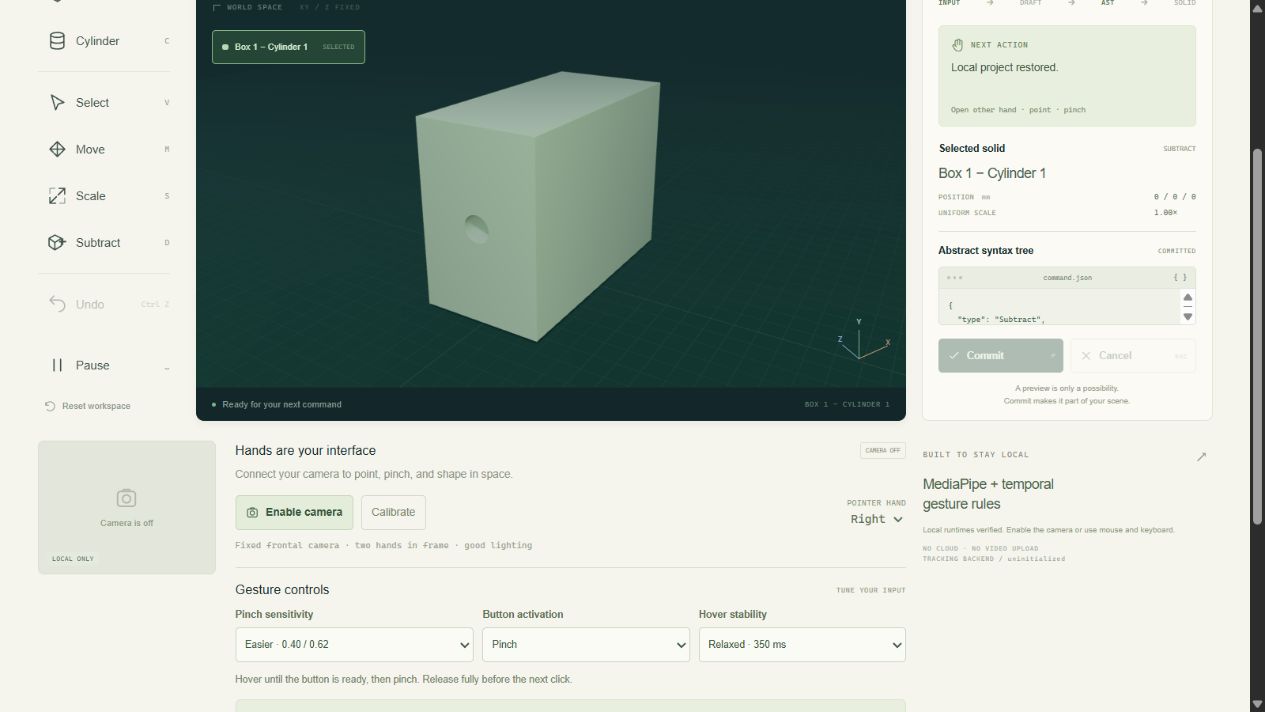 WORLD SPACE XY / Z FIXED
Box 1 − Cylinder 1 SELECTED
Cylinder C
Select V
Move M
Scale S
Subtract D
Undo Ctrl Z
Pause
Reset workspace
Y
Z
X
Ready for your next command
BOX 1 − CYLINDER 1
INPUT → DRAFT → AST → SOLID
NEXT ACTION
Local project restored.
Open other hand · point · pinch
Selected solid SUBTRACT
Box 1 − Cylinder 1
POSITION mm 0 / 0 / 0
UNIFORM SCALE 1.00×
Abstract syntax tree COMMITTED
command.json { }
{
"type": "Subtract",
Commit
Cancel ESC
A preview is only a possibility.
Commit makes it part of your scene.
Camera is off
LOCAL ONLY
Hands are your interface CAMERA OFF
Connect your camera to point, pinch, and shape in space.
Enable camera Calibrate
POINTER HAND
Right
Fixed frontal camera · two hands in frame · good lighting
Gesture controls TUNE YOUR INPUT
Pinch sensitivity Button activation Hover stability
Easier · 0.40 / 0.62 Pinch Relaxed · 350 ms
Hover until the button is ready, then pinch. Release fully before the next click.
BUILT TO STAY LOCAL ↗
MediaPipe + temporal
gesture rules
Local runtimes verified. Enable the camera or use mouse and keyboard.
NO CLOUD · NO VIDEO UPLOAD
TRACKING BACKEND / uninitialized